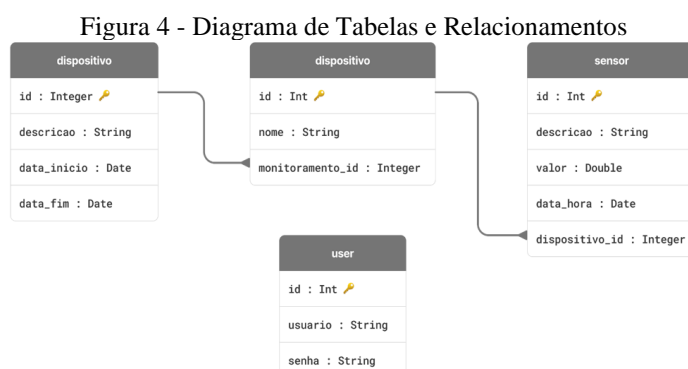 Figura 4 - Diagrama de Tabelas e Relacionamentos
dispositivo
id : Integer 🔑
descricao : String
data_inicio : Date
data_fim : Date
dispositivo
id : Int 🔑
nome : String
monitoramento_id : Integer
sensor
id : Int 🔑
descricao : String
valor : Double
data_hora : Date
dispositivo_id : Integer
user
id : Int 🔑
usuario : String
senha : String